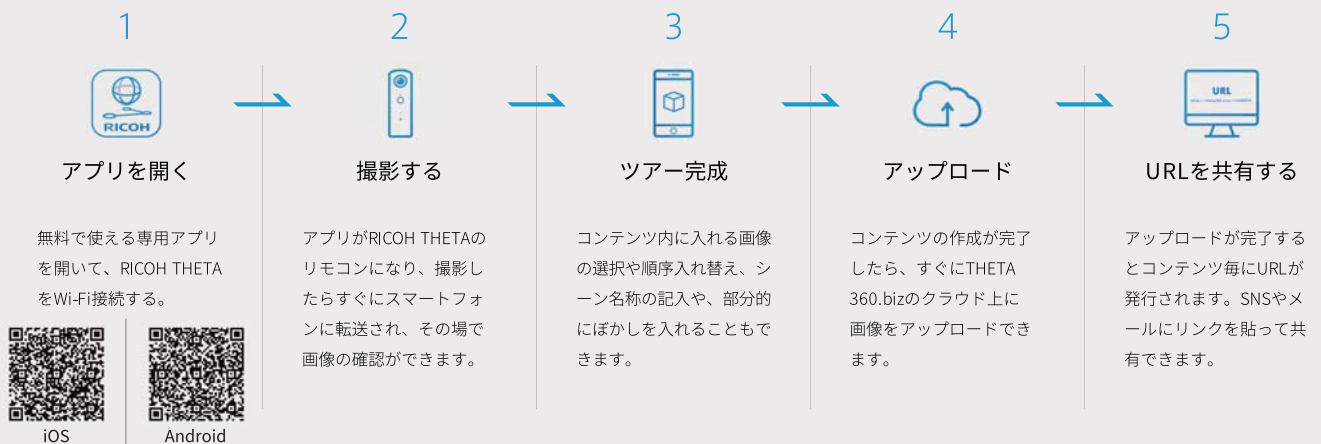 1
RICOH
アプリを開く
無料で使える専用アプリ
を開いて、RICOH THETA
をWi-Fi接続する。
iOS
Android
2
撮影する
アプリがRICOH THETAの
リモコンになり、撮影し
たらすぐにスマートフォ
ンに転送され、その場で
画像の確認ができます。
3
ツアー完成
コンテンツ内に入れる画像
の選択や順序入れ替え、シ
ーン名称の記入や、部分的
にぼかしを入れることもで
きます。
4
アップロード
コンテンツの作成が完了
したら、すぐにTHETA
360.bizのクラウド上に
画像をアップロードでき
ます。
5
URL
URLを共有する
アップロードが完了する
とコンテンツ毎にURLが
発行されます。SNSやメ
ールにリンクを貼って共
有できます。